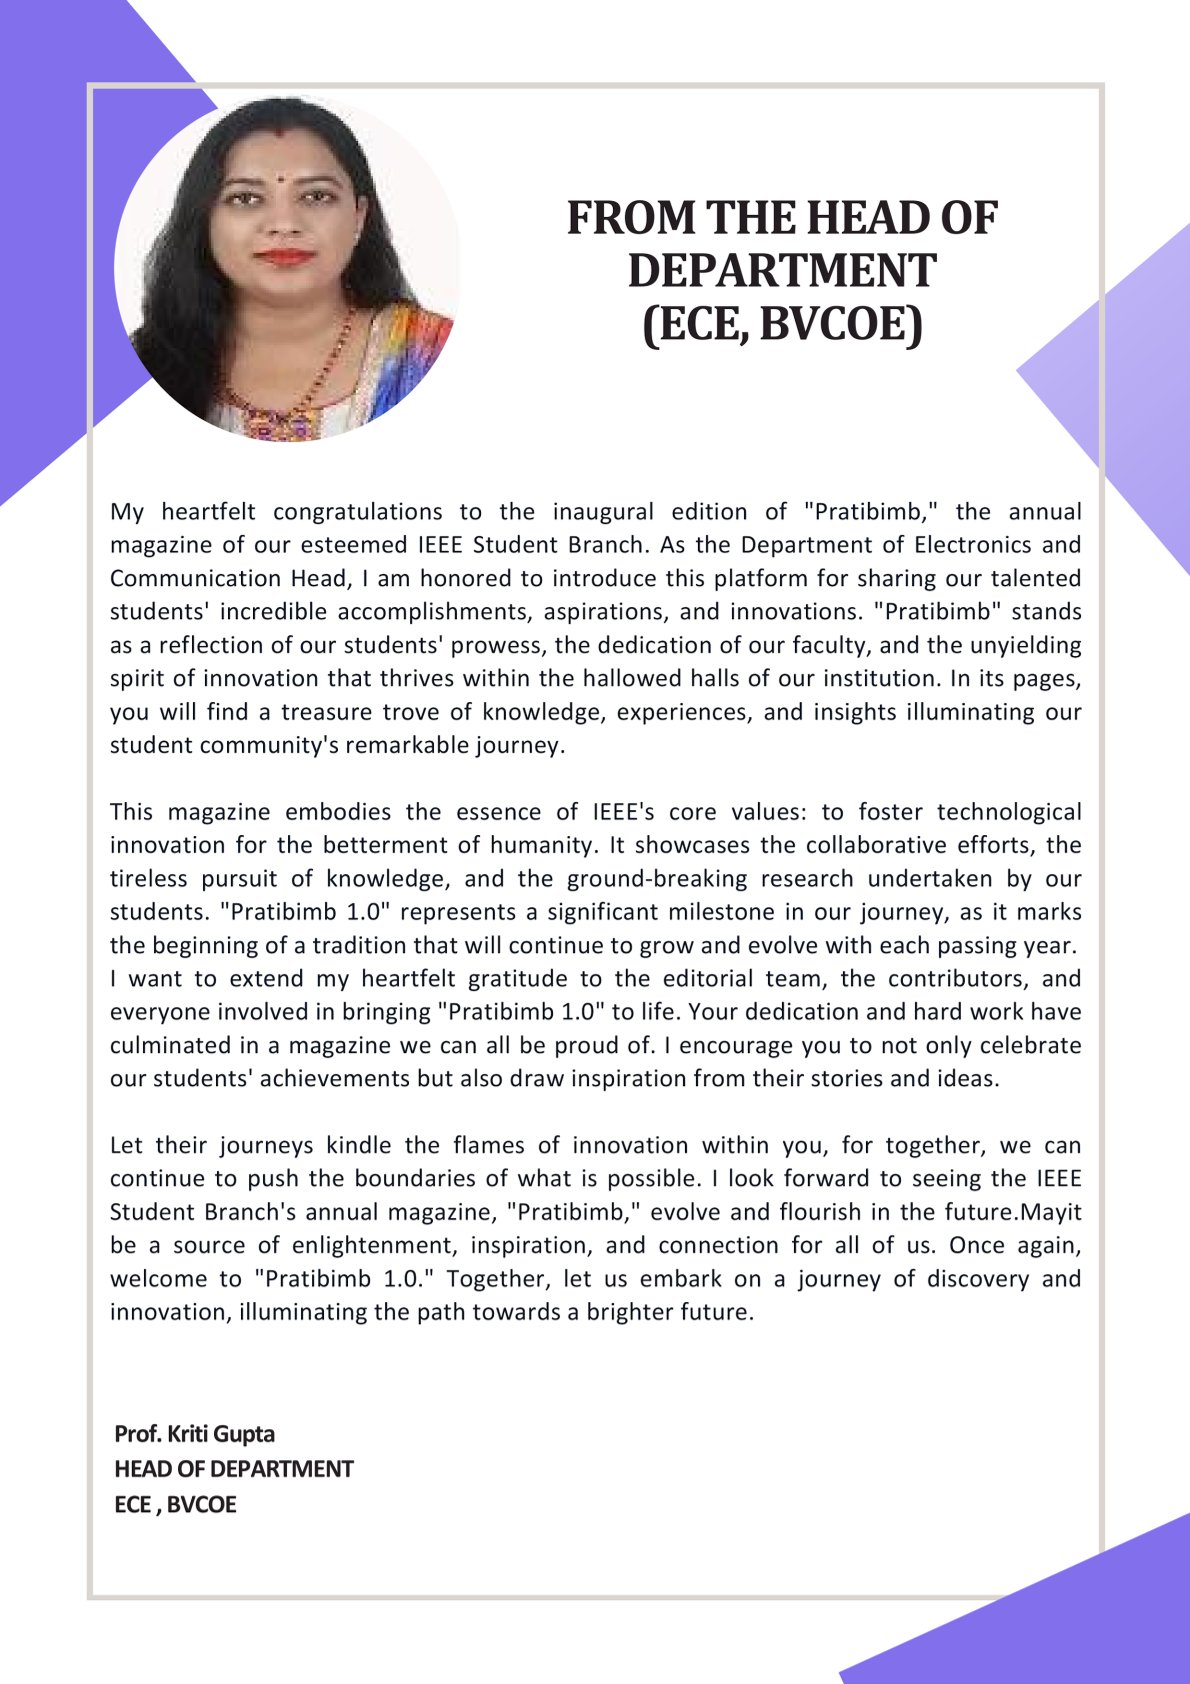 FROM THE HEAD OF
DEPARTMENT
(ECE, BVCOE)
My heartfelt congratulations to the inaugural edition of "Pratibimb," the annual
magazine of our esteemed IEEE Student Branch. As the Department of Electronics and
Communication Head, I am honored to introduce this platform for sharing our talented
students' incredible accomplishments, aspirations, and innovations. "Pratibimb" stands
as a reflection of our students' prowess, the dedication of our faculty, and the unyielding
spirit of innovation that thrives within the hallowed halls of our institution. In its pages,
you will find a treasure trove of knowledge, experiences, and insights illuminating our
student community's remarkable journey.
This magazine embodies the essence of IEEE's core values: to foster technological
innovation for the betterment of humanity. It showcases the collaborative efforts, the
tireless pursuit of knowledge, and the ground-breaking research undertaken by our
students. "Pratibimb 1.0" represents a significant milestone in our journey, as it marks
the beginning of a tradition that will continue to grow and evolve with each passing year.
I want to extend my heartfelt gratitude to the editorial team, the contributors, and
everyone involved in bringing "Pratibimb 1.0" to life. Your dedication and hard work have
culminated in a magazine we can all be proud of. I encourage you to not only celebrate
our students' achievements but also draw inspiration from their stories and ideas.
Let their journeys kindle the flames of innovation within you, for together, we can
continue to push the boundaries of what is possible. I look forward to seeing the IEEE
Student Branch's annual magazine, "Pratibimb," evolve and flourish in the future.Mayit
be a source of enlightenment, inspiration, and connection for all of us. Once again,
welcome to "Pratibimb 1.0." Together, let us embark on a journey of discovery and
innovation, illuminating the path towards a brighter future.
Prof. Kriti Gupta
HEAD OF DEPARTMENT
ECE , BVCOE